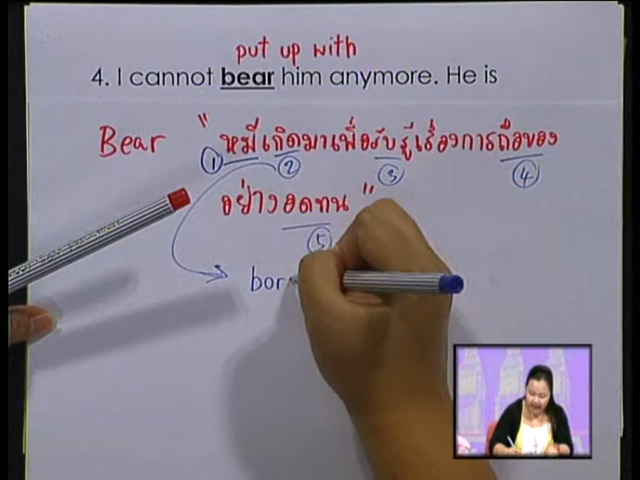 put up with
4. I cannot bear him anymore. He is
Bear "หมีเกิดมาเพื่อรับรู้เรื่องการถือของ
① ② ③ ④
อย่างอดทน"
⑤
bor